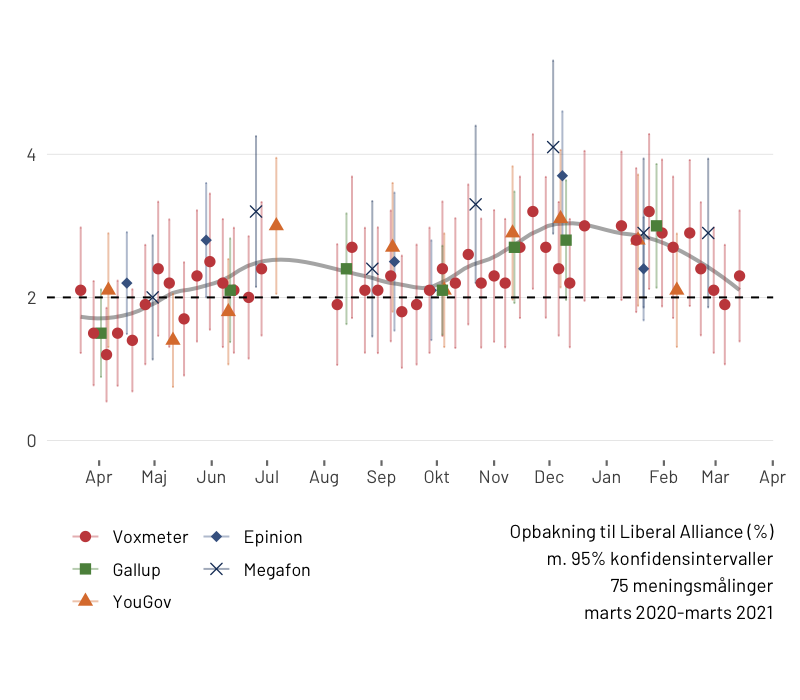 4
2
0
Apr Maj Jun Jul Aug Sep Okt Nov Dec Jan Feb Mar Apr
Voxmeter Epinion
Gallup Megafon
YouGov
Opbakning til Liberal Alliance (%)
m. 95% konfidensintervaller
75 meningsmålinger
marts 2020-marts 2021